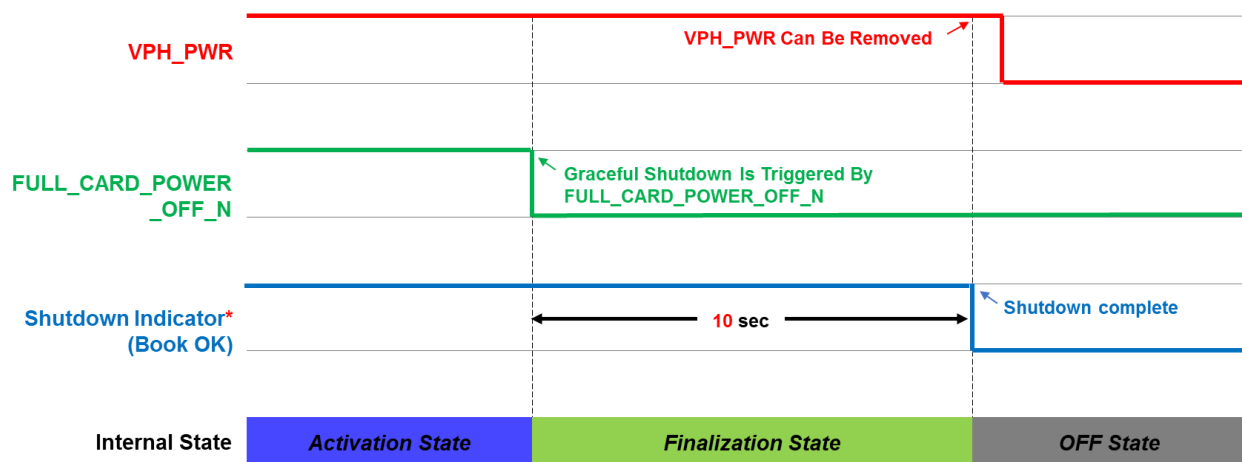 VPH_PWR
VPH_PWR Can Be Removed
FULL_CARD_POWER
_OFF_N
Graceful Shutdown Is Triggered By
FULL_CARD_POWER_OFF_N
Shutdown Indicator*
(Book OK)
10 sec
Shutdown complete
Internal State
Activation State
Finalization State
OFF State